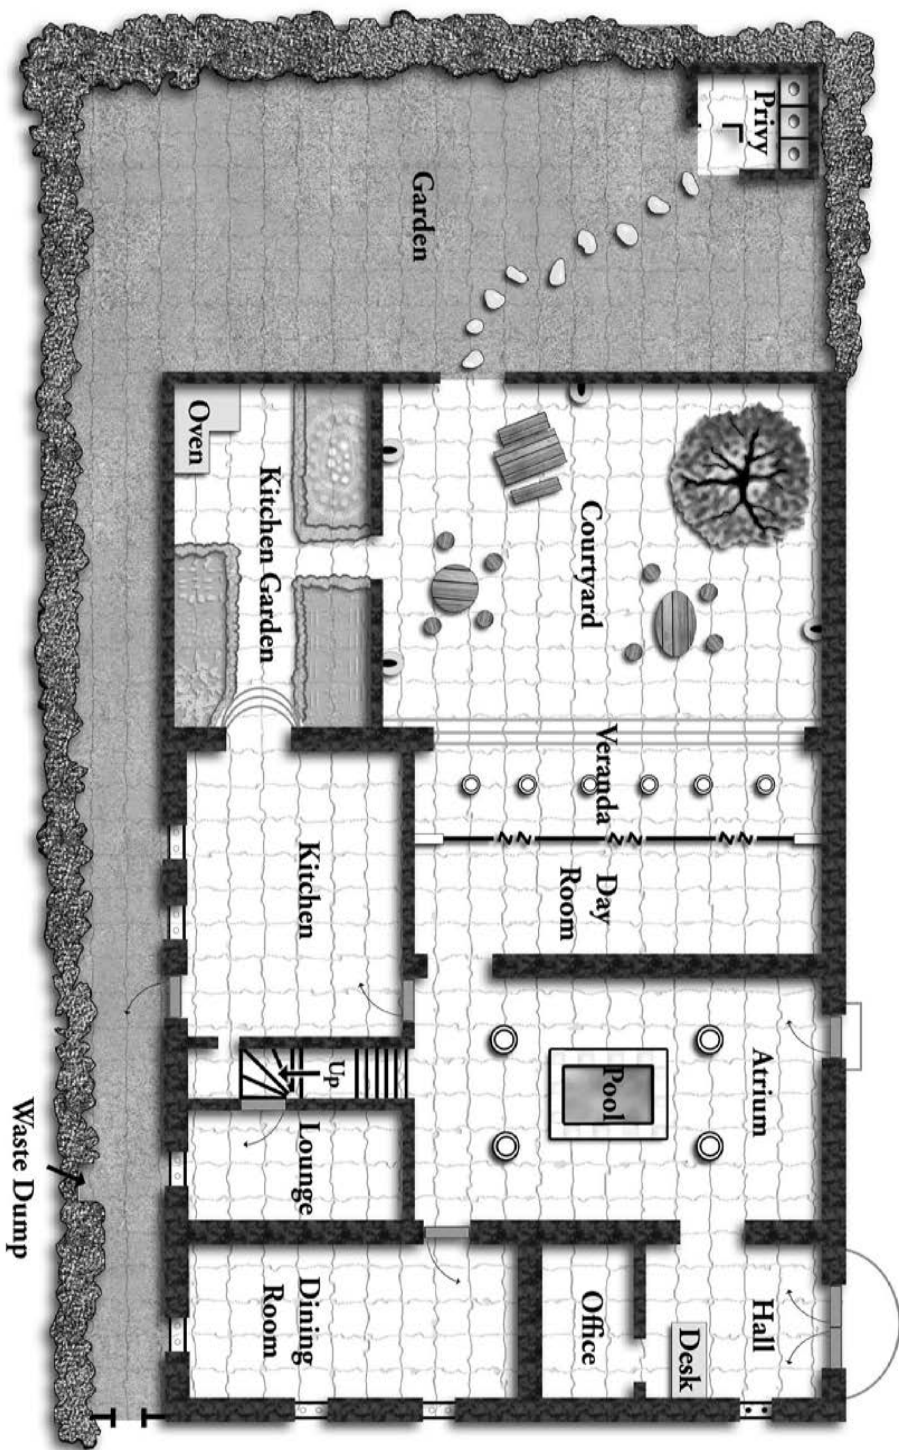 Privy
Garden
Oven
Kitchen Garden
Courtyard
Veranda
Kitchen
Day
Room
Up
Pool
Atrium
Lounge
Waste Dump
Dining
Room
Office
Desk
Hall